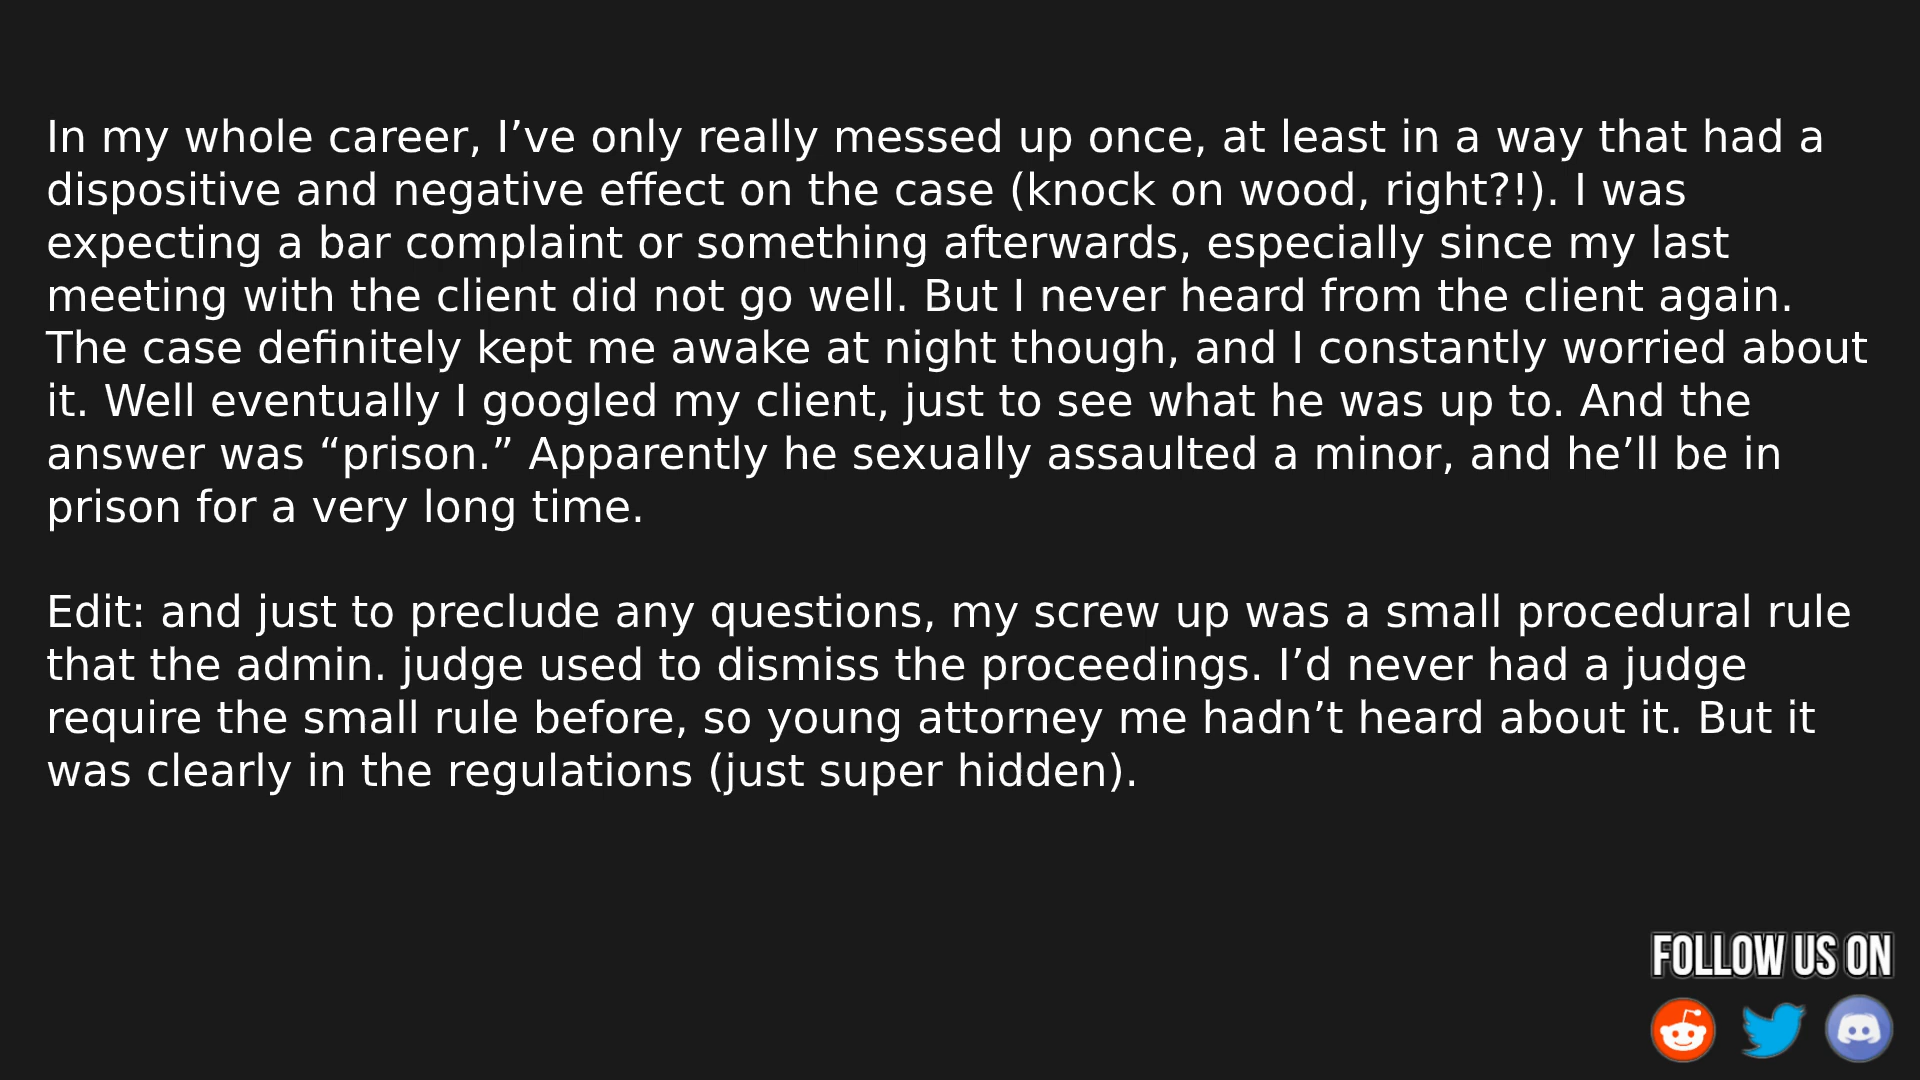 In my whole career, I’ve only really messed up once, at least in a way that had a
dispositive and negative effect on the case (knock on wood, right?!). I was
expecting a bar complaint or something afterwards, especially since my last
meeting with the client did not go well. But I never heard from the client again.
The case definitely kept me awake at night though, and I constantly worried about
it. Well eventually I googled my client, just to see what he was up to. And the
answer was “prison.” Apparently he sexually assaulted a minor, and he’ll be in
prison for a very long time.
Edit: and just to preclude any questions, my screw up was a small procedural rule
that the admin. judge used to dismiss the proceedings. I’d never had a judge
require the small rule before, so young attorney me hadn’t heard about it. But it
was clearly in the regulations (just super hidden).
FOLLOW US ON